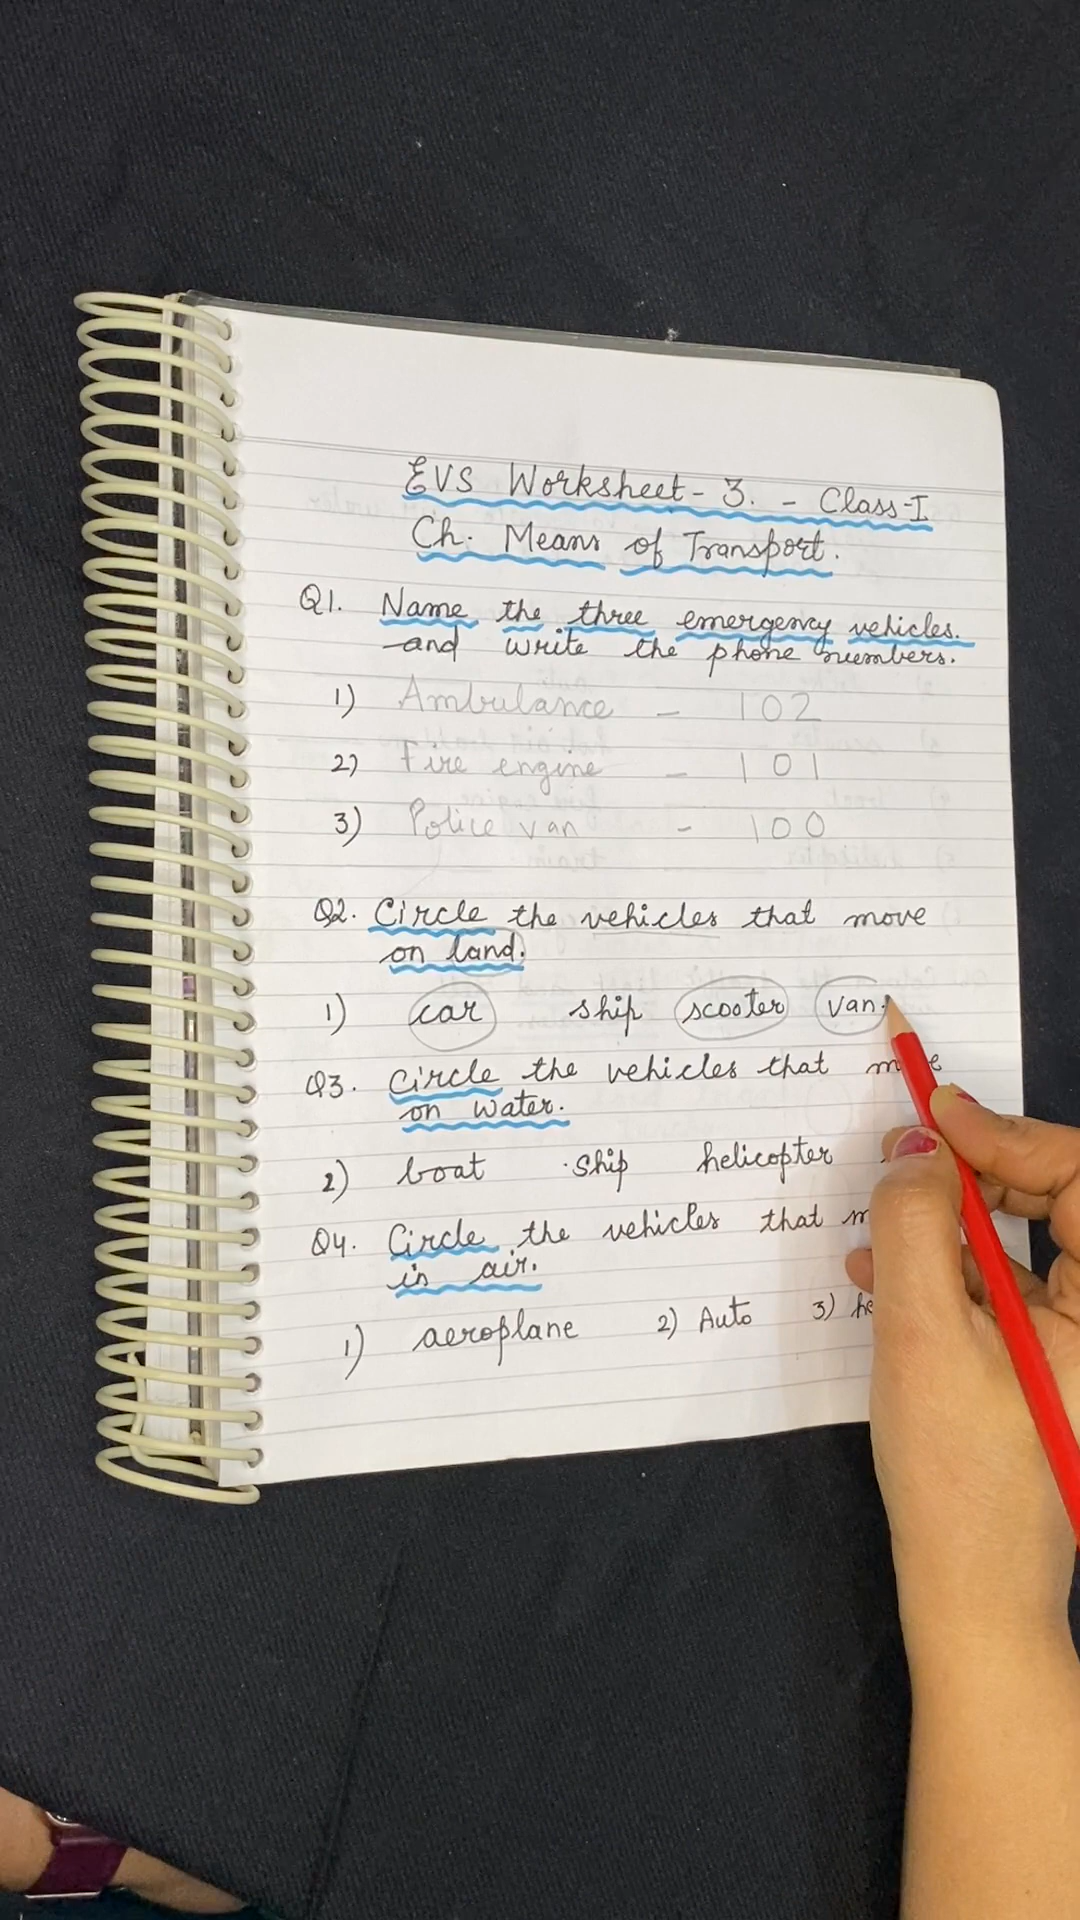 EVS Worksheet - 3. - Class-I
Ch. Means of Transport.
Q1. Name the three emergency vehicles.
and write the phone numbers.
1) Ambulance - 102
2) Fire engine - 101
3) Police van - 100
Q2. Circle the vehicles that move
on land.
1) car ship scooter van.
Q3. Circle the vehicles that
on water.
2) boat ship helicopter
Q4. Circle the vehicles that
in air.
1) aeroplane 2) Auto 3)